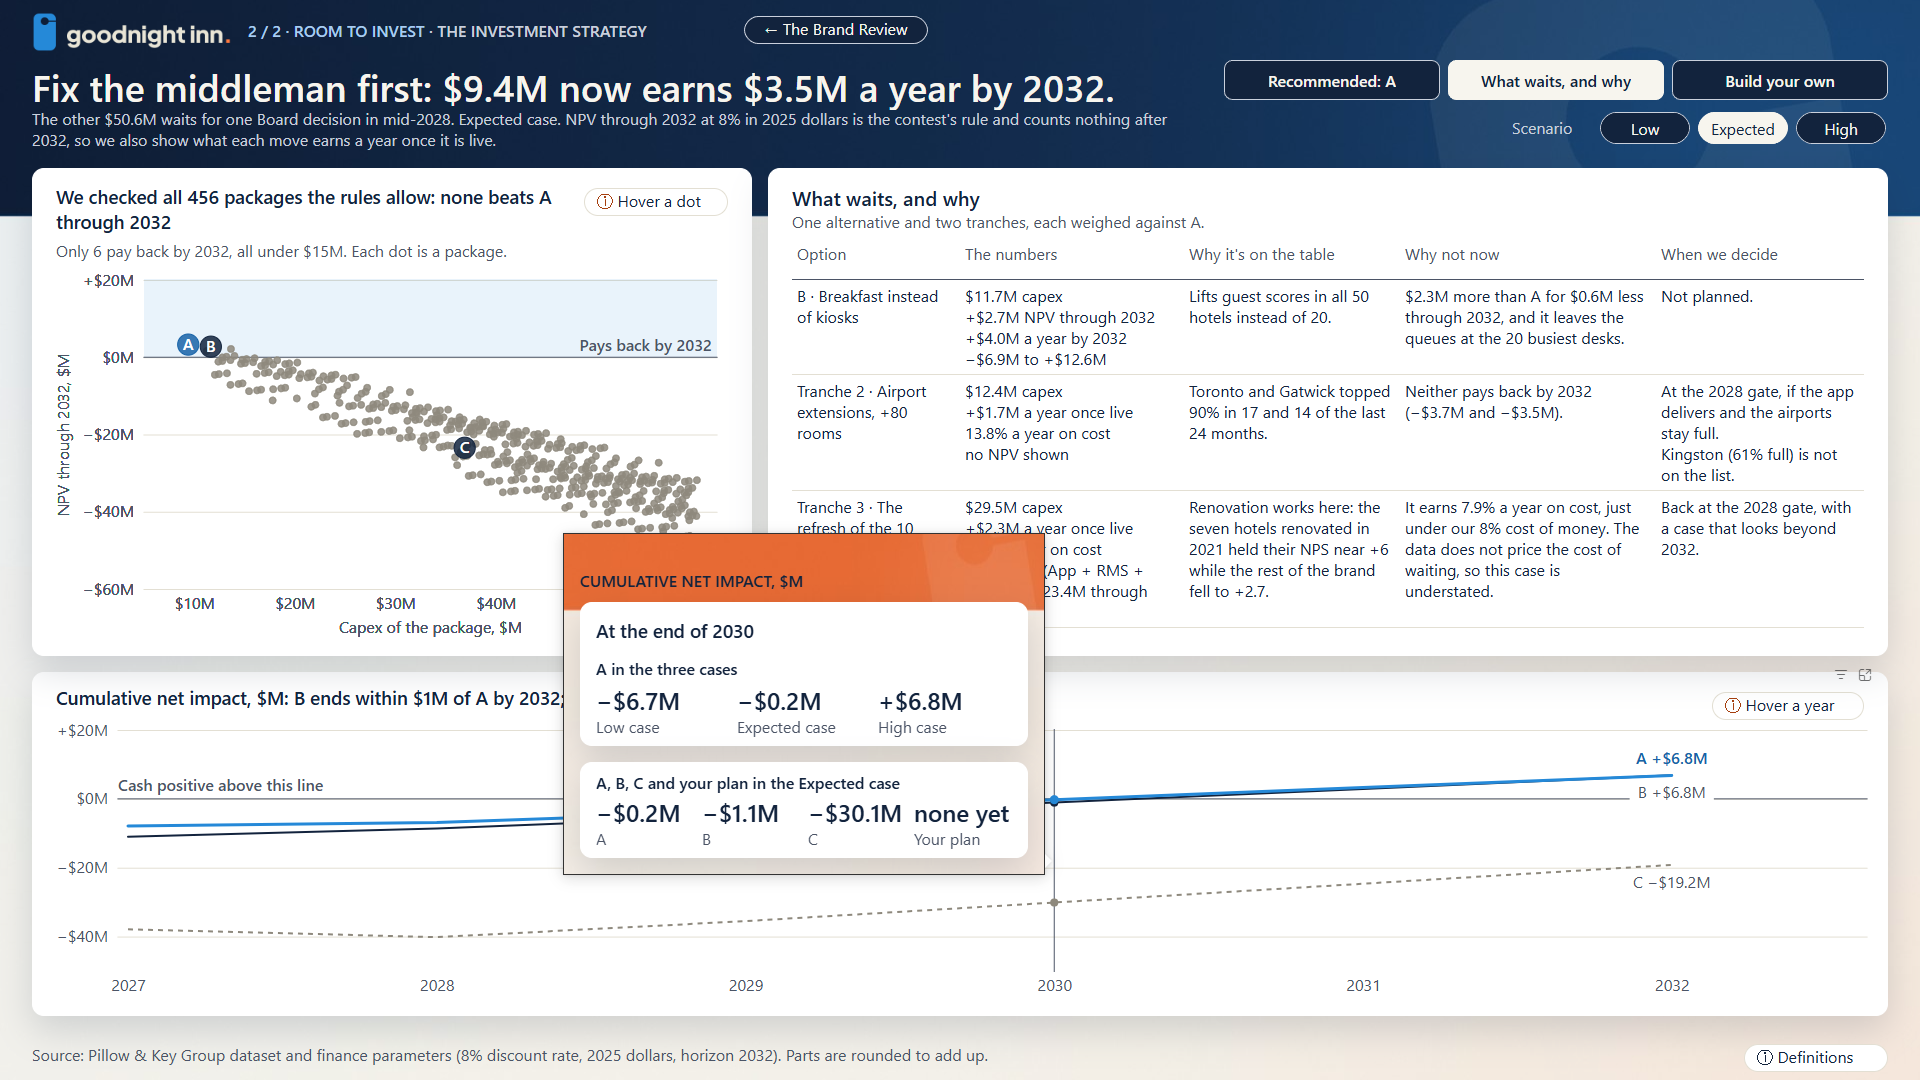 goodnight inn.
2 / 2 · ROOM TO INVEST · THE INVESTMENT STRATEGY
← The Brand Review
Fix the middleman first: $9.4M now earns $3.5M a year by 2032.
The other $50.6M waits for one Board decision in mid-2028. Expected case. NPV through 2032 at 8% in 2025 dollars is the contest's rule and counts nothing after
2032, so we also show what each move earns a year once it is live.
Recommended: A
What waits, and why
Build your own
Scenario
Low
Expected
High
We checked all 456 packages the rules allow: none beats A
through 2032
Hover a dot
Only 6 pay back by 2032, all under $15M. Each dot is a package.
+$20M
$0M
−$20M
−$40M
−$60M
NPV through 2032, $M
A
B
C
Pays back by 2032
$10M
$20M
$30M
$40M
Capex of the package, $M
What waits, and why
One alternative and two tranches, each weighed against A.
Option
The numbers
Why it's on the table
Why not now
When we decide
B · Breakfast instead
of kiosks
$11.7M capex
+$2.7M NPV through 2032
+$4.0M a year by 2032
−$6.9M to +$12.6M
Lifts guest scores in all 50
hotels instead of 20.
$2.3M more than A for $0.6M less
through 2032, and it leaves the
queues at the 20 busiest desks.
Not planned.
Tranche 2 · Airport
extensions, +80
rooms
$12.4M capex
+$1.7M a year once live
13.8% a year on cost
no NPV shown
Toronto and Gatwick topped
90% in 17 and 14 of the last
24 months.
Neither pays back by 2032
(−$3.7M and −$3.5M).
At the 2028 gate, if the app
delivers and the airports
stay full.
Kingston (61% full) is not
on the list.
Tranche 3 · The
refresh of the 10
$29.5M capex
+$2.3M a year once live
on cost
(App + RMS +
23.4M through
Renovation works here: the
seven hotels renovated in
2021 held their NPS near +6
while the rest of the brand
fell to +2.7.
It earns 7.9% a year on cost, just
under our 8% cost of money. The
data does not price the cost of
waiting, so this case is
understated.
Back at the 2028 gate, with
a case that looks beyond
2032.
CUMULATIVE NET IMPACT, $M
At the end of 2030
A in the three cases
−$6.7M
−$0.2M
+$6.8M
Low case
Expected case
High case
A, B, C and your plan in the Expected case
−$0.2M
−$1.1M
−$30.1M
none yet
A
B
C
Your plan
Cumulative net impact, $M: B ends within $1M of A by 2032;
Hover a year
+$20M
$0M
−$20M
−$40M
Cash positive above this line
A +$6.8M
B +$6.8M
C −$19.2M
2027
2028
2029
2030
2031
2032
Source: Pillow & Key Group dataset and finance parameters (8% discount rate, 2025 dollars, horizon 2032). Parts are rounded to add up.
Definitions